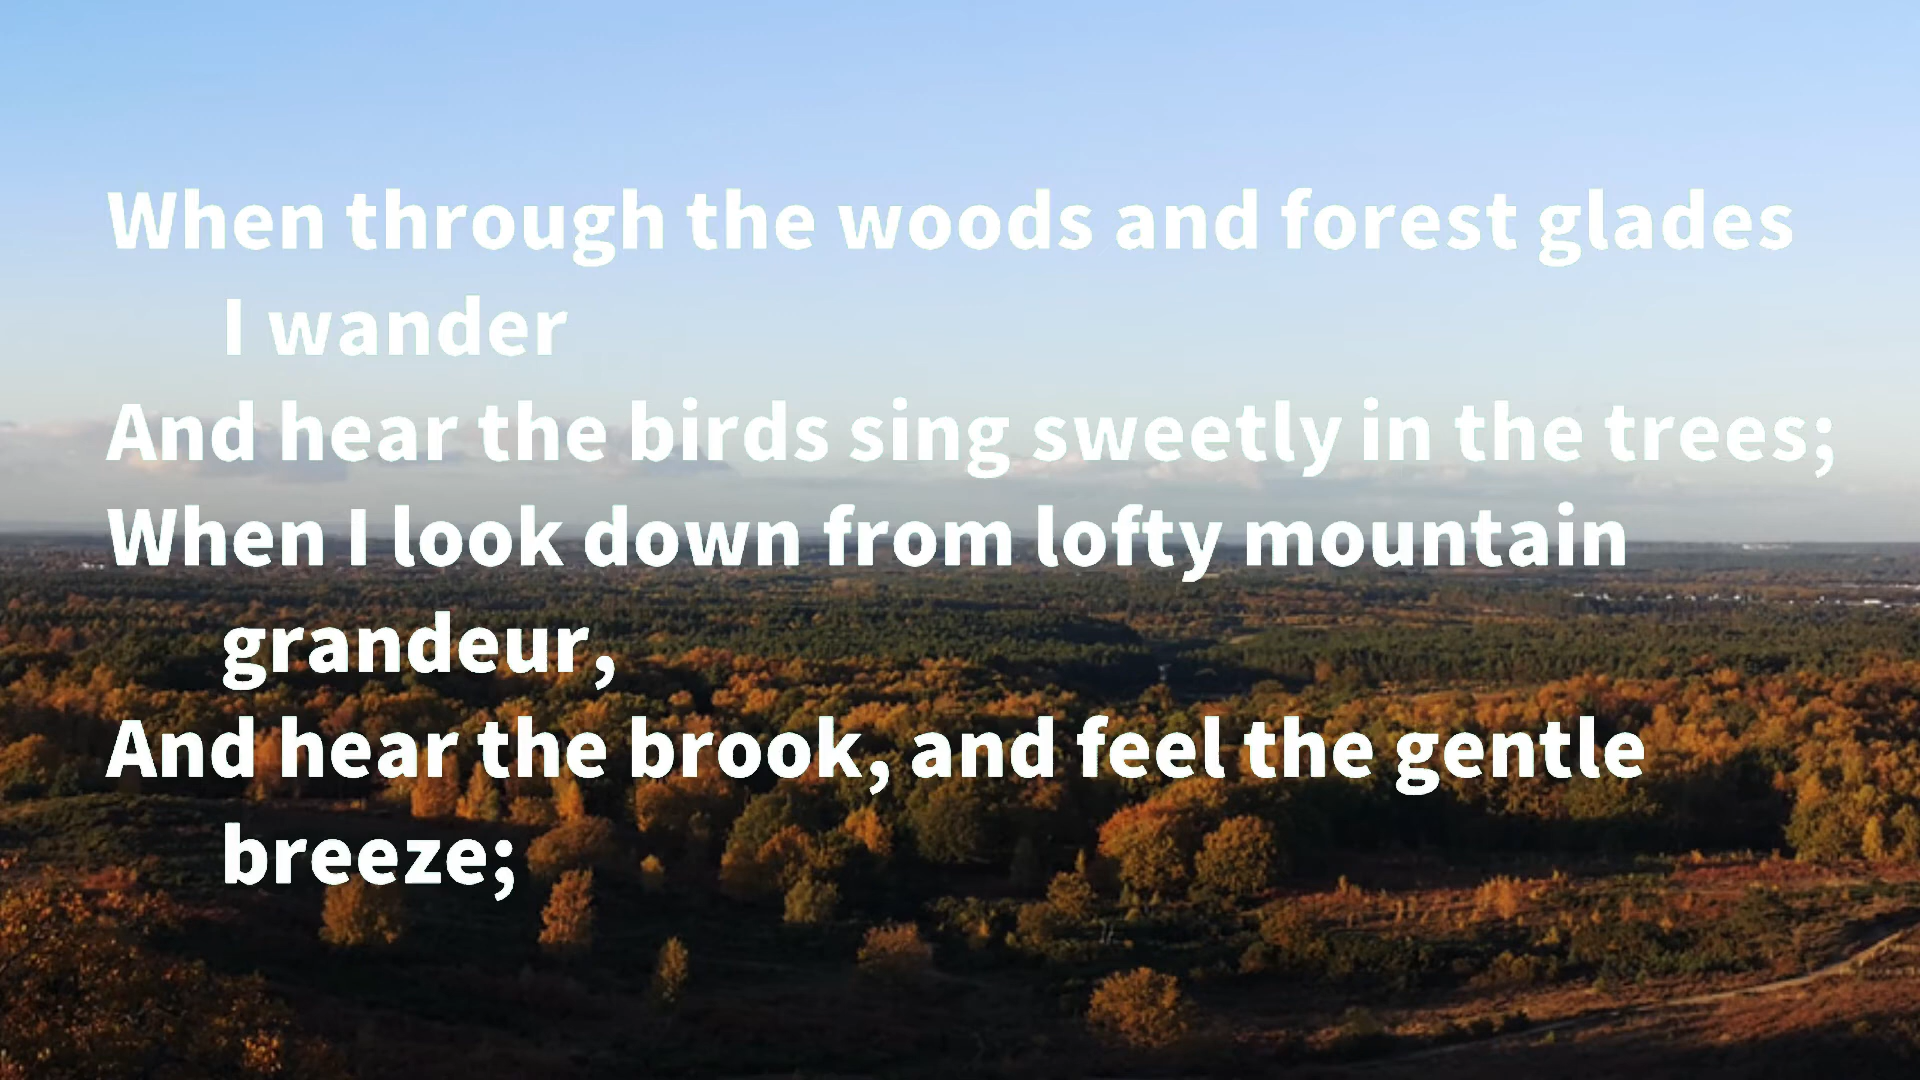 When through the woods and forest glades
I wander
And hear the birds sing sweetly in the trees;
When I look down from lofty mountain
grandeur,
And hear the brook, and feel the gentle
breeze;